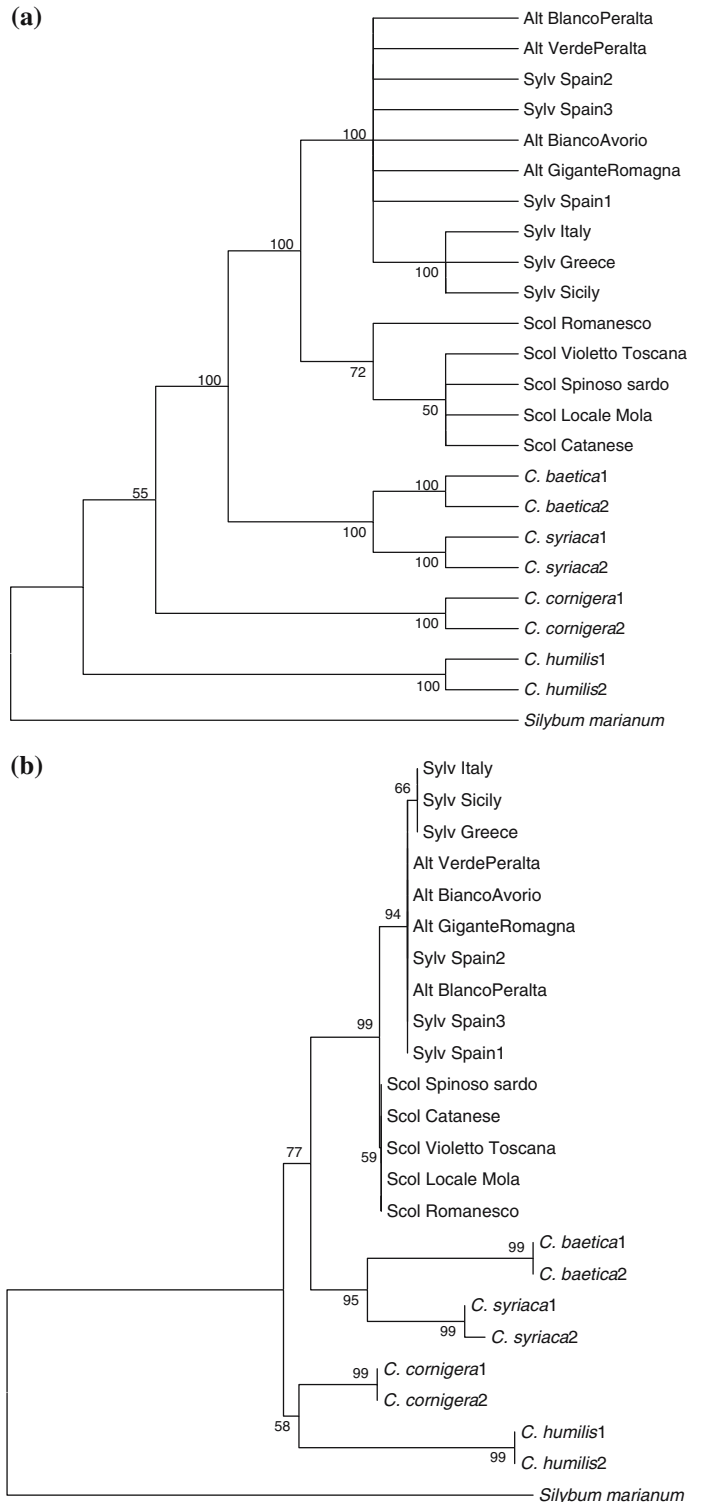 (a)
Alt BlancoPeralta
Alt VerdePeralta
Sylv Spain2
Sylv Spain3
100
Alt BiancoAvorio
Alt GiganteRomagna
Sylv Spain1
Sylv Italy
100
Sylv Greece
100
Sylv Sicily
Scol Romanesco
Scol Violetto Toscana
72
Scol Spinoso sardo
100
50
Scol Locale Mola
Scol Catanese
C. baetica1
100
55
C. baetica2
100
C. syriaca1
100
C. syriaca2
C. cornigera1
100
C. cornigera2
C. humilis1
100
C. humilis2
Silybum marianum
(b)
Sylv Italy
66
Sylv Sicily
Sylv Greece
Alt VerdePeralta
Alt BiancoAvorio
94
Alt GiganteRomagna
Sylv Spain2
Alt BlancoPeralta
Sylv Spain3
99
Sylv Spain1
Scol Spinoso sardo
Scol Catanese
77
Scol Violetto Toscana
59
Scol Locale Mola
Scol Romanesco
C. baetica1
99
C. baetica2
95
C. syriaca1
99
C. syriaca2
C. cornigera1
99
C. cornigera2
58
C. humilis1
99
C. humilis2
Silybum marianum